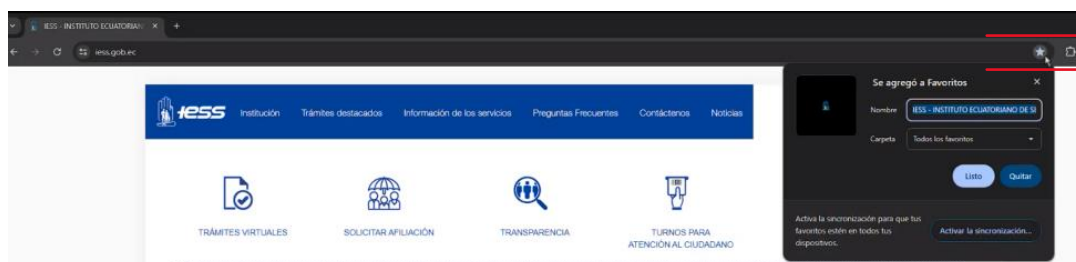 IESS - INSTITUTO ECUATORIAN
iess.gob.ec
Se agregó a Favoritos
Nombre IESS - INSTITUTO ECUATORIANO DE SI
Carpeta Todos los favoritos
Listo Quitar
Activa la sincronización para que tus
favoritos estén en todos tus
dispositivos.
Activar la sincronización...
iess Institución Trámites destacados Información de los servicios Preguntas Frecuentes Contáctenos Noticias
TRÁMITES VIRTUALES
SOLICITAR AFILIACIÓN
TRANSPARENCIA
TURNOS PARA
ATENCIÓN AL CIUDADANO